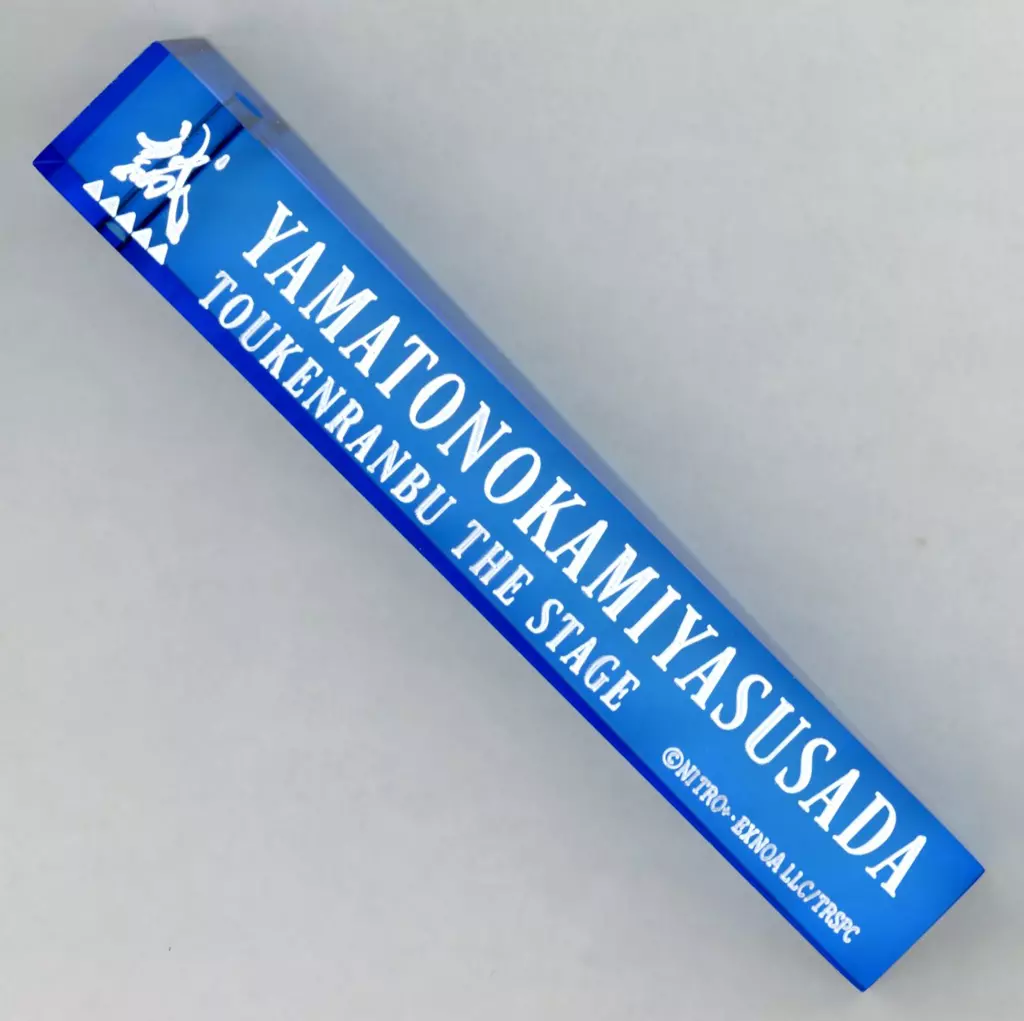 誠
YAMATONOKAMIYASUSADA
TOUKENRANBU THE STAGE
©NITRO+・EXNOA LLC/TRSPC